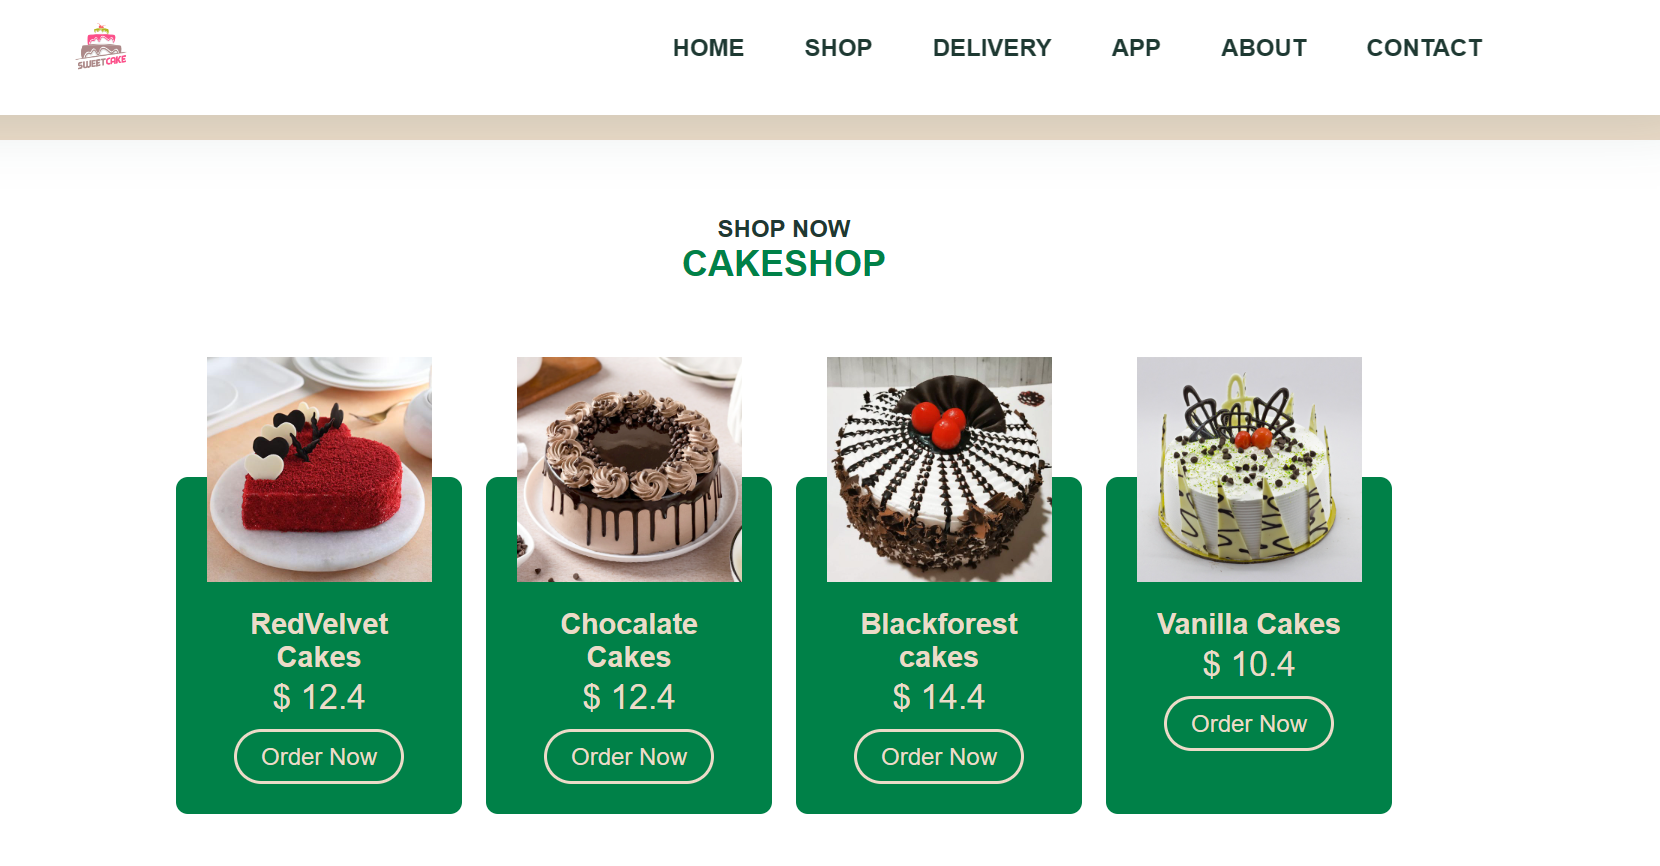 SWEETCAKE
HOME SHOP DELIVERY APP ABOUT CONTACT
SHOP NOW
CAKESHOP
RedVelvet
Cakes
$ 12.4
Order Now
Chocalate
Cakes
$ 12.4
Order Now
Blackforest
cakes
$ 14.4
Order Now
Vanilla Cakes
$ 10.4
Order Now